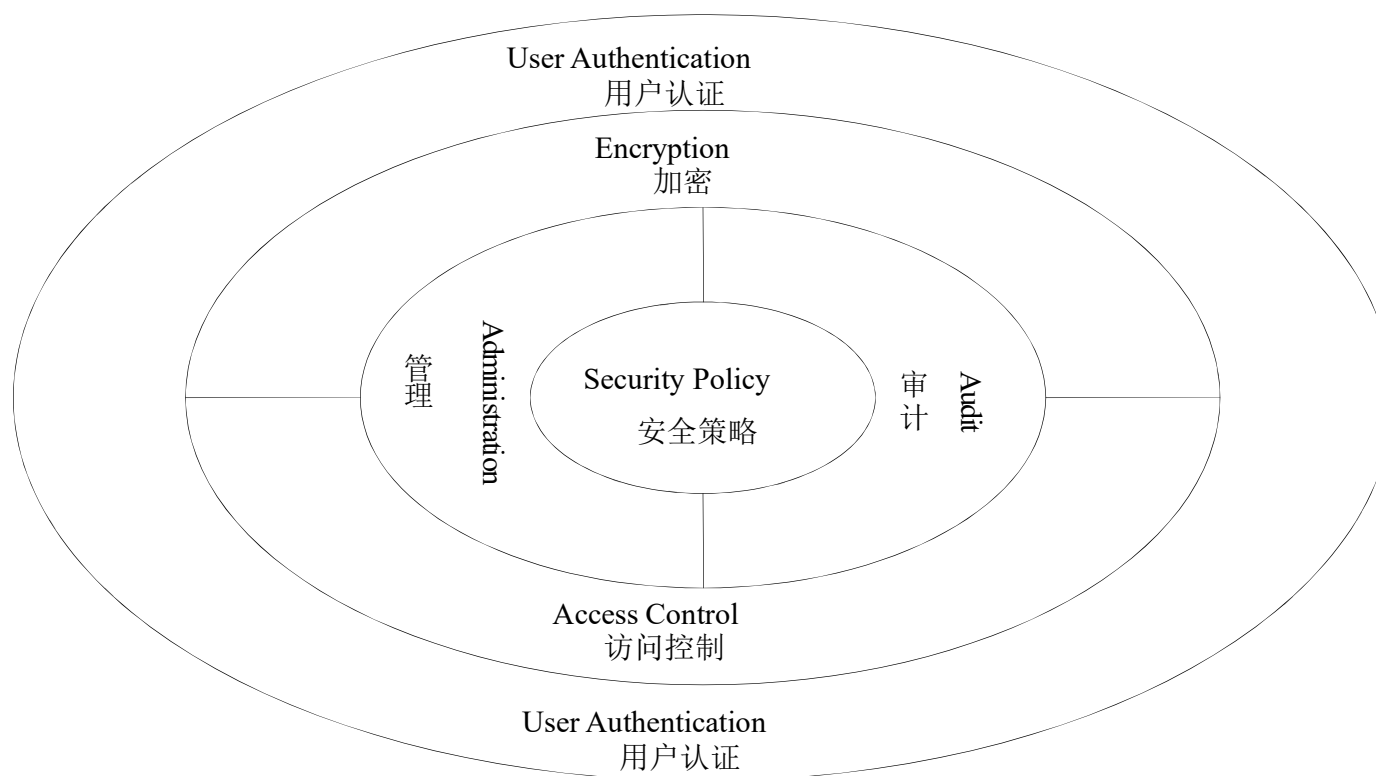 User Authentication
用户认证
Encryption
加密
管理
Administration
Security Policy
安全策略
审计
Audit
Access Control
访问控制
User Authentication
用户认证